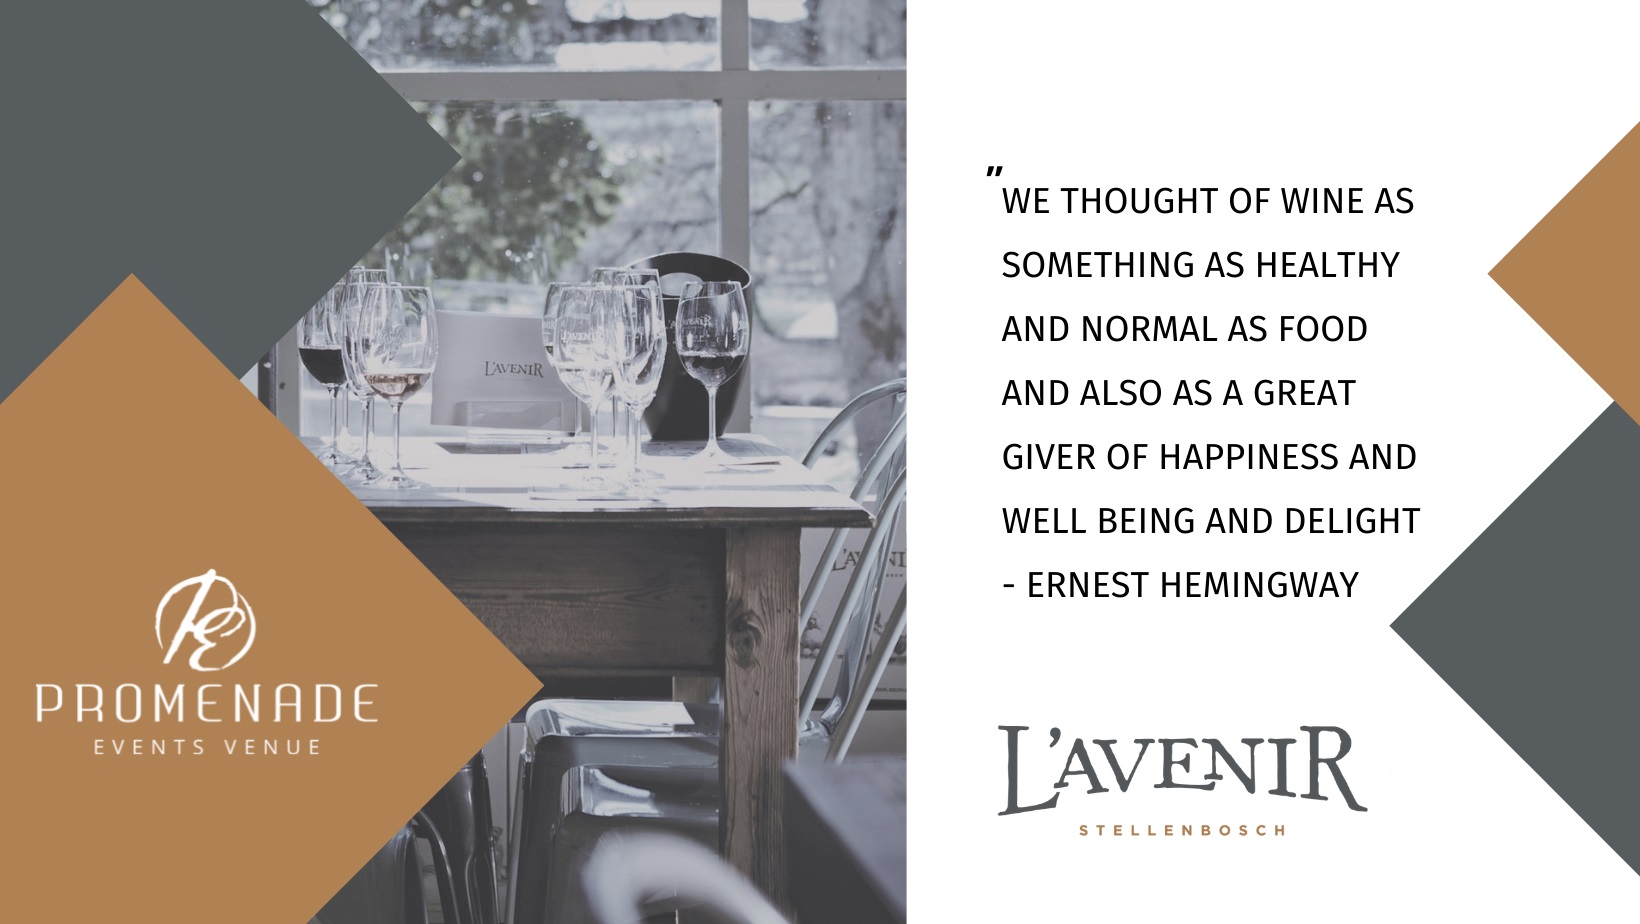 PROMENADE
EVENTS VENUE
L'AVENIR
"WE THOUGHT OF WINE AS
SOMETHING AS HEALTHY
AND NORMAL AS FOOD
AND ALSO AS A GREAT
GIVER OF HAPPINESS AND
WELL BEING AND DELIGHT
- ERNEST HEMINGWAY
L'AVENIR
STELLENBOSCH